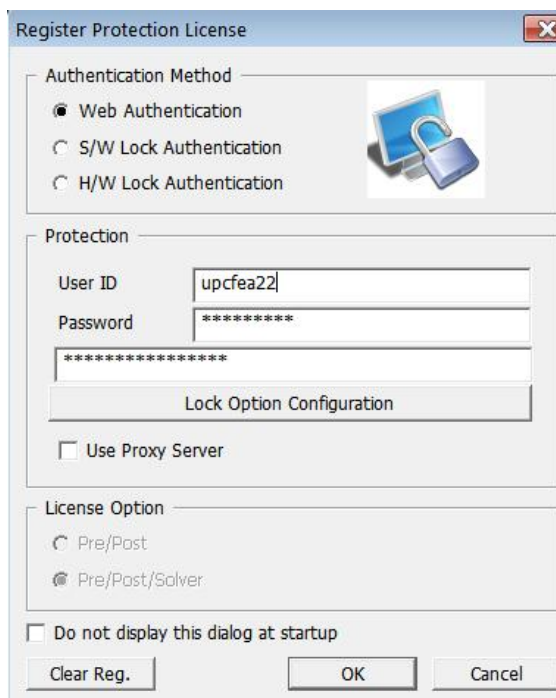 Register Protection License
Authentication Method
Web Authentication
S/W Lock Authentication
H/W Lock Authentication
Protection
User ID upcfea22
Password *********
****************
Lock Option Configuration
Use Proxy Server
License Option
Pre/Post
Pre/Post/Solver
Do not display this dialog at startup
Clear Reg. OK Cancel